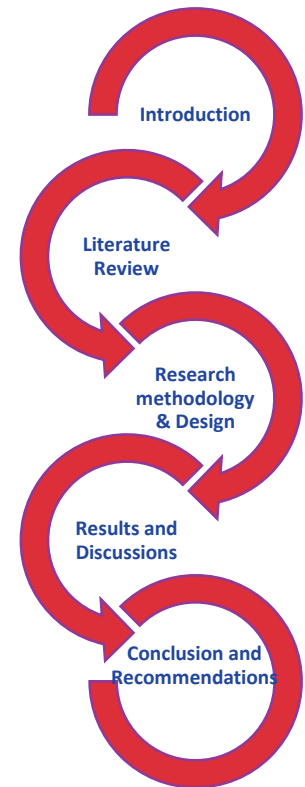 Introduction
Literature
Review
Research
methodology
& Design
Results and
Discussions
Conclusion and
Recommendations